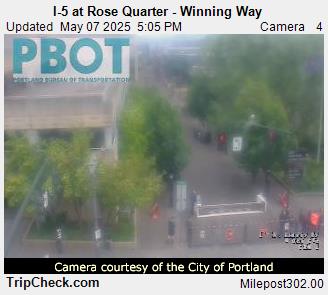 I-5 at Rose Quarter - Winning Way
Updated  May 07 2025  5:05 PM  Camera  4
PBOT
PORTLAND BUREAU OF TRANSPORTATION
Camera courtesy of the City of Portland
TripCheck.com  Milepost302.00